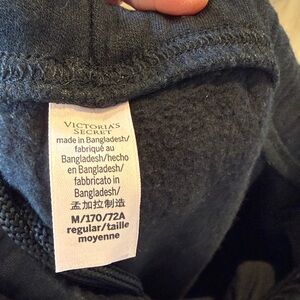 VICTORIA'S
SECRET
made in Bangladesh/
fabriqué au
Bangladesh/hecho
en Bangladesh/
fabbricato in
Bangladesh/
孟加拉制造
M/170/72A
regular/taille
moyenne